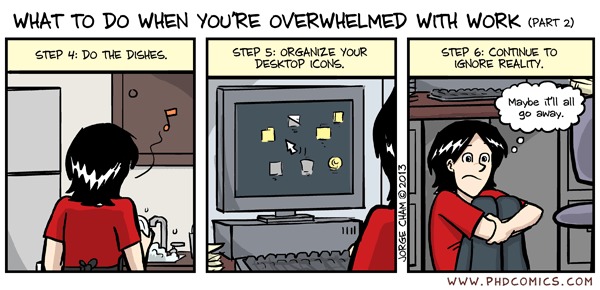 WHAT TO DO WHEN YOU'RE OVERWHELMED WITH WORK (PART 2)
STEP 4: DO THE DISHES.
STEP 5: ORGANIZE YOUR
DESKTOP ICONS.
STEP 6: CONTINUE TO
IGNORE REALITY.
Maybe it'll all
go away.
JORGE CHAM © 2013
WWW.PHDCOMICS.COM